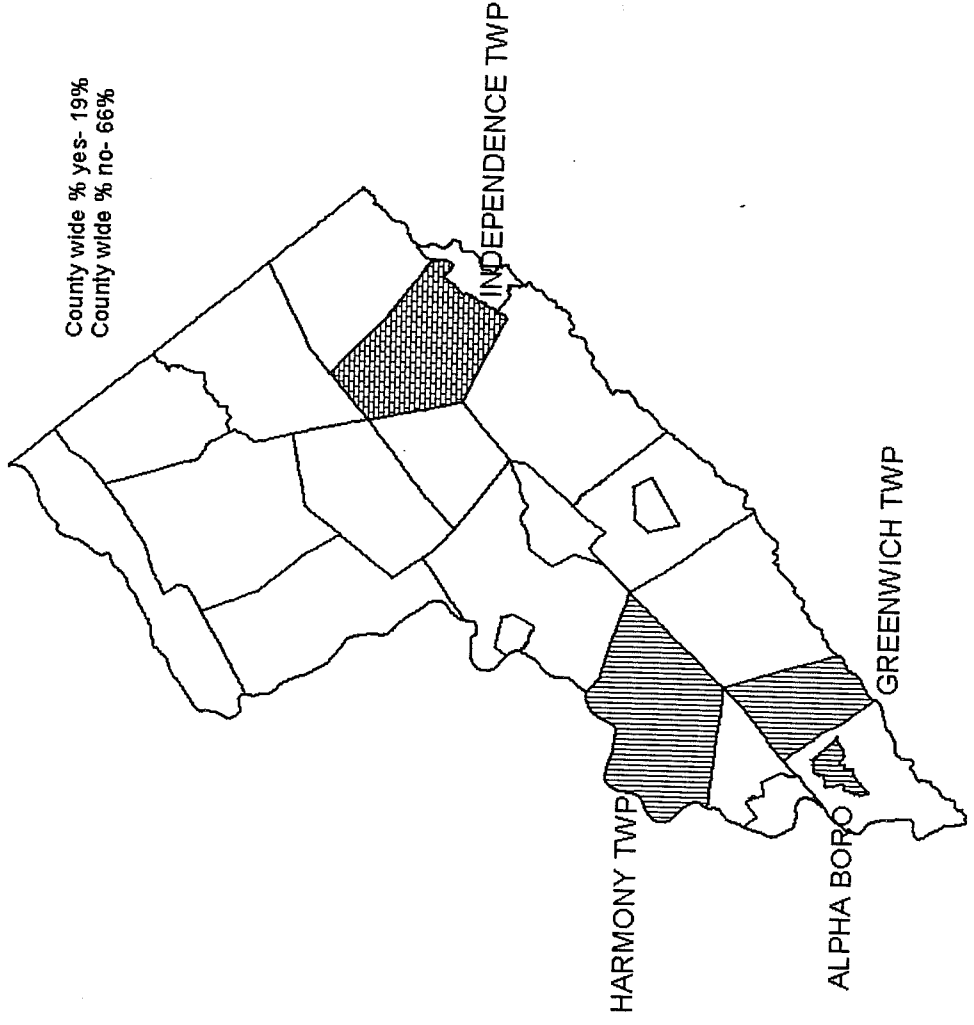 County wide % yes- 19%
County wide % no- 66%
INDEPENDENCE TWP
GREENWICH TWP
HARMONY TWP
ALPHA BORO